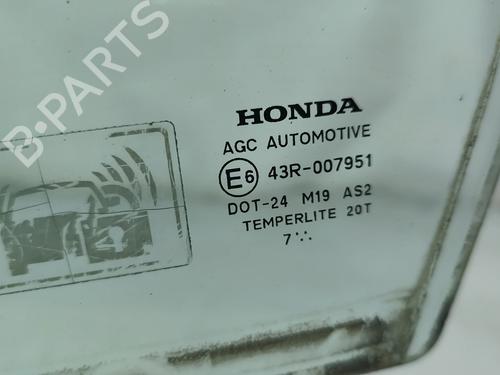 B-PARTS
HONDA
AGC AUTOMOTIVE
E6 43R-007951
DOT-24 M19 AS2
TEMPERLITE 20T
7